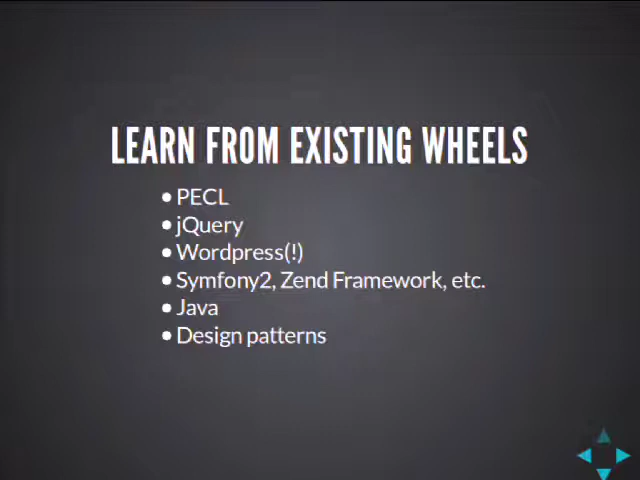 LEARN FROM EXISTING WHEELS
• PECL
• jQuery
• Wordpress(!)
• Symfony2, Zend Framework, etc.
• Java
• Design patterns